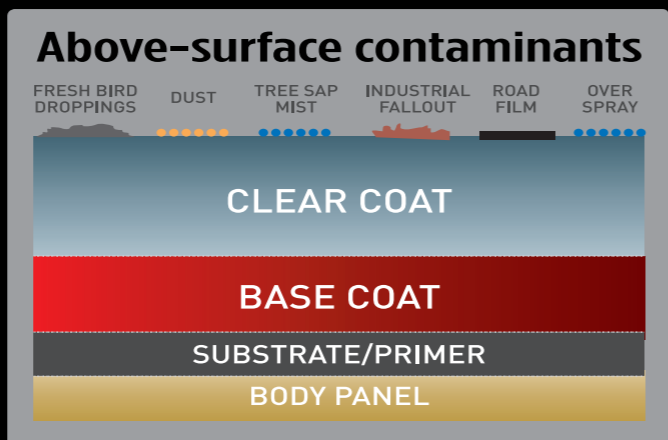 Above-surface contaminants
FRESH BIRD
DROPPINGS
DUST
TREE SAP
MIST
INDUSTRIAL
FALLOUT
ROAD
FILM
OVER
SPRAY
CLEAR COAT
BASE COAT
SUBSTRATE/PRIMER
BODY PANEL